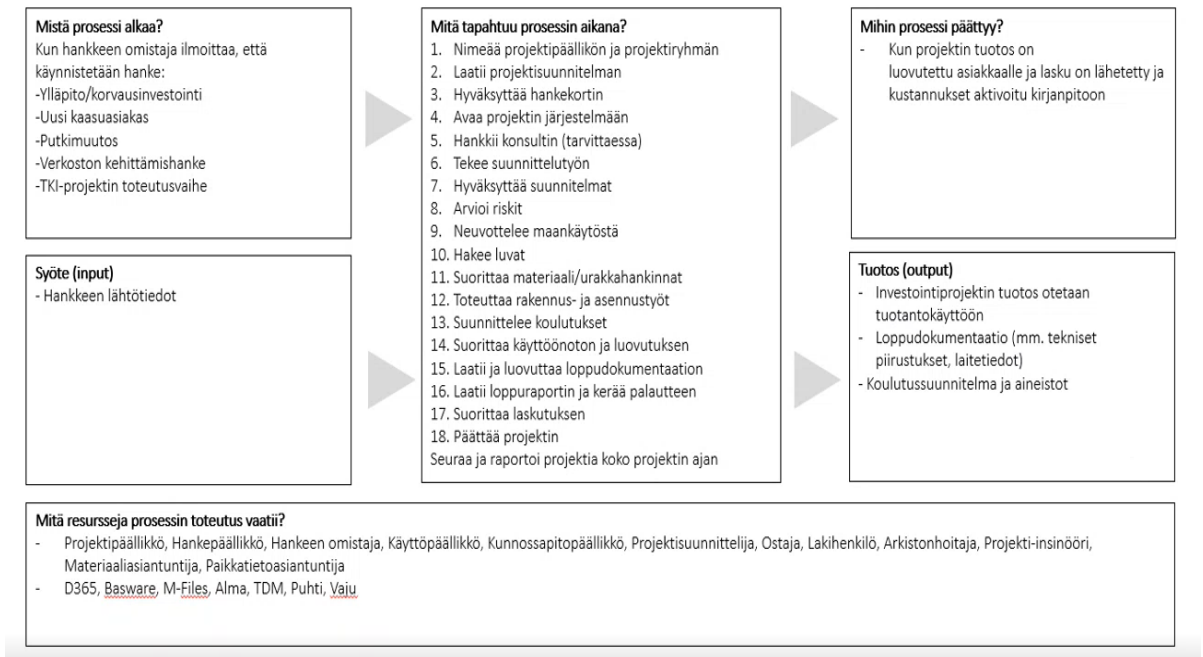 Mistä prosessi alkaa?
Kun hankkeen omistaja ilmoittaa, että
käynnistetään hanke:
-Ylläpito/korvausinvestointi
-Uusi kaasuasiakas
-Putkimuutos
-Verkoston kehittämishanke
-TKI-projektin toteutusvaihe
Syöte (input)
- Hankkeen lähtötiedot
Mitä tapahtuu prosessin aikana?
1. Nimeää projektipäällikön ja projektiryhmän
2. Laatii projektisuunnitelman
3. Hyväksyttää hankekortin
4. Avaa projektin järjestelmään
5. Hankkii konsultin (tarvittaessa)
6. Tekee suunnittelutyön
7. Hyväksyttää suunnitelmat
8. Arvioi riskit
9. Neuvottelee maankäytöstä
10. Hakee luvat
11. Suorittaa materiaali/urakkahankinnat
12. Toteuttaa rakennus- ja asennustyöt
13. Suunnittelee koulutukset
14. Suorittaa käyttöönoton ja luovutuksen
15. Laatii ja luovuttaa loppudokumentaation
16. Laatii loppuraportin ja kerää palautteen
17. Suorittaa laskutuksen
18. Päättää projektin
Seuraa ja raportoi projektia koko projektin ajan
Mihin prosessi päättyy?
- Kun projektin tuotos on
luovutettu asiakkaalle ja lasku on lähetetty ja
kustannukset aktivoitu kirjanpitoon
Tuotos (output)
- Investointiprojektin tuotos otetaan
tuotantokäyttöön
- Loppudokumentaatio (mm. tekniset
piirustukset, laitetiedot)
- Koulutussuunnitelma ja aineistot
Mitä resursseja prosessin toteutus vaatii?
- Projektipäällikkö, Hankepäällikkö, Hankeen omistaja, Käyttöpäällikkö, Kunnossapitopäällikkö, Projektisuunnittelija, Ostaja, Lakihenkilö, Arkistonhoitaja, Projekti-insinööri,
Materiaaliasiantuntija, Paikkatietoasiantuntija
- D365, Basware, M-Files, Alma, TDM, Puhti, Vaju